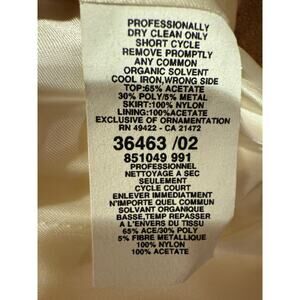 PROFESSIONALLY
DRY CLEAN ONLY
SHORT CYCLE
REMOVE PROMPTLY
ANY COMMON
ORGANIC SOLVENT
COOL IRON,WRONG SIDE
TOP:65% ACETATE
30% POLY/5% METAL
SKIRT:100% NYLON
LINING:100%ACETATE
EXCLUSIVE OF ORNAMENTATION
RN 49422 - CA 21472
36463 /02
851049 991
PROFESSIONNEL
NETTOYAGE A SEC
SEULEMENT
CYCLE COURT
ENLEVER IMMEDIATMENT
N'IMPORTE QUEL COMMUN
SOLVANT ORGANIQUE
BASSE,TEMP REPASSER
A L'ENVERS DU TISSU
65% ACE/30% POLY
5% FIBRE METALLIQUE
100% NYLON
100% ACETATE